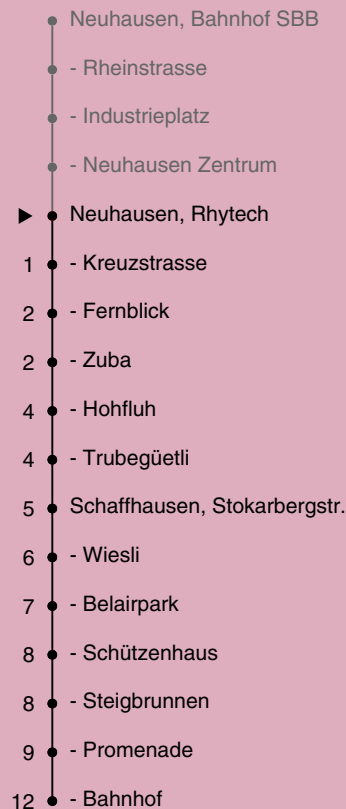 Neuhausen, Bahnhof SBB
- Rheinstrasse
- Industrieplatz
- Neuhausen Zentrum
Neuhausen, Rhytech
1 - Kreuzstrasse
2 - Fernblick
2 - Zuba
4 - Hohfluh
4 - Trubegüetli
5 Schaffhausen, Stokarbergstr.
6 - Wiesli
7 - Belairpark
8 - Schützenhaus
8 - Steigbrunnen
9 - Promenade
12 - Bahnhof